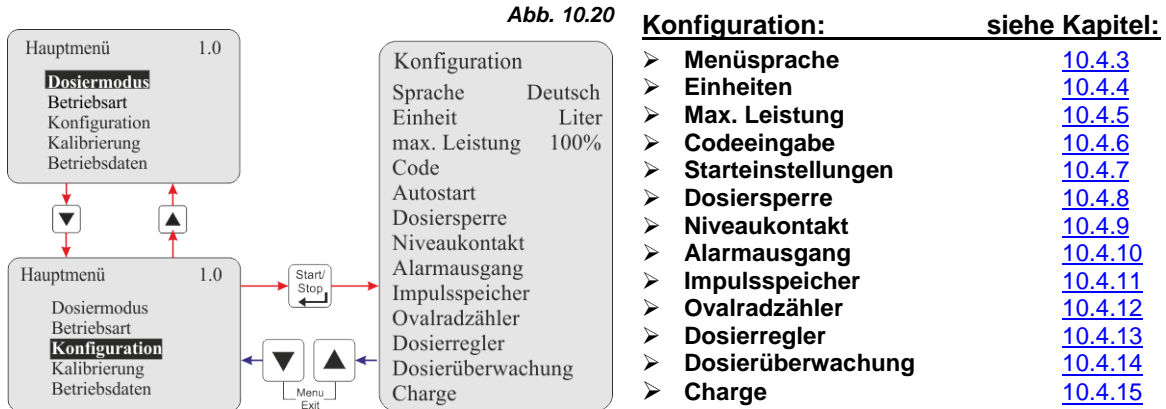 Abb. 10.20
Hauptmenü 1.0
Dosiermodus
Betriebsart
Konfiguration
Kalibrierung
Betriebsdaten
▼ ▲
Hauptmenü 1.0
Dosiermodus
Betriebsart
Konfiguration
Kalibrierung
Betriebsdaten
Start/
Stop
▼ ▲
Menu
Exit
Konfiguration
Sprache Deutsch
Einheit Liter
max. Leistung 100%
Code
Autostart
Dosiersperre
Niveaukontakt
Alarmausgang
Impulsspeicher
Ovalradzähler
Dosierregler
Dosierüberwachung
Charge
Konfiguration: siehe Kapitel:
➢ Menüsprache 10.4.3
➢ Einheiten 10.4.4
➢ Max. Leistung 10.4.5
➢ Codeeingabe 10.4.6
➢ Starteinstellungen 10.4.7
➢ Dosiersperre 10.4.8
➢ Niveaukontakt 10.4.9
➢ Alarmausgang 10.4.10
➢ Impulsspeicher 10.4.11
➢ Ovalradzähler 10.4.12
➢ Dosierregler 10.4.13
➢ Dosierüberwachung 10.4.14
➢ Charge 10.4.15